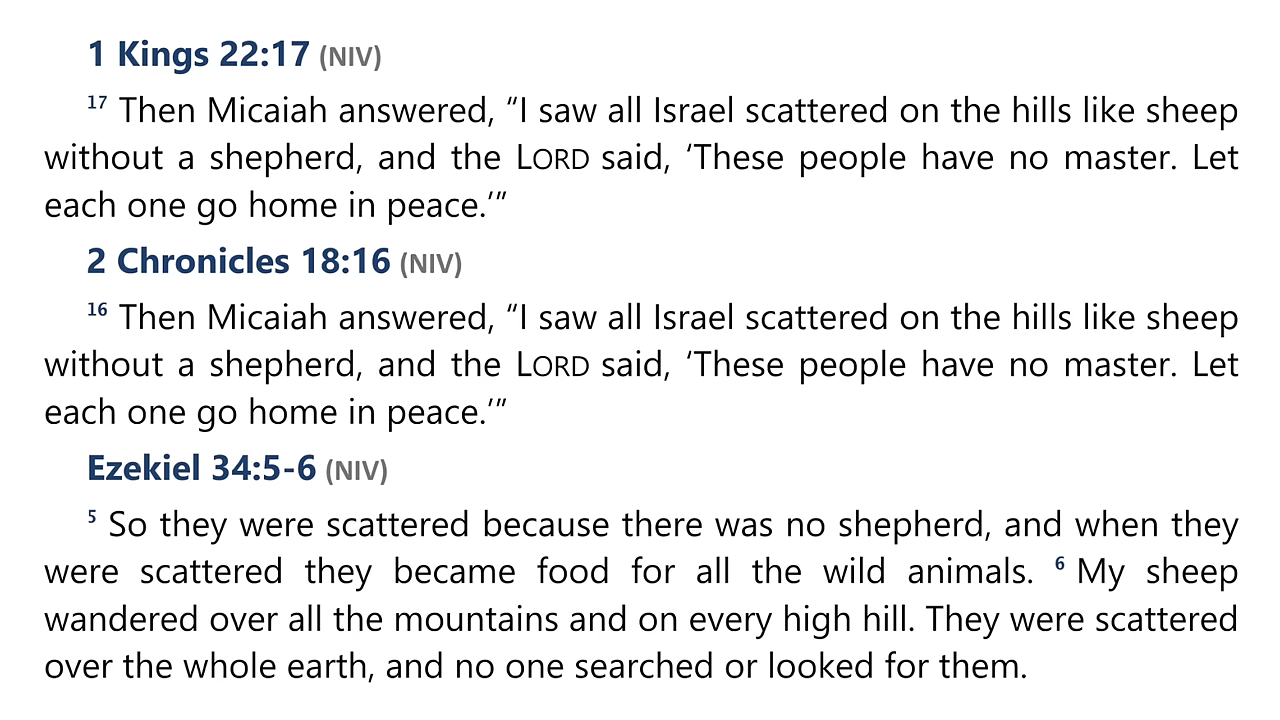 1 Kings 22:17 (NIV)
17 Then Micaiah answered, “I saw all Israel scattered on the hills like sheep
without a shepherd, and the LORD said, ‘These people have no master. Let
each one go home in peace.’”
2 Chronicles 18:16 (NIV)
16 Then Micaiah answered, “I saw all Israel scattered on the hills like sheep
without a shepherd, and the LORD said, ‘These people have no master. Let
each one go home in peace.’”
Ezekiel 34:5-6 (NIV)
5 So they were scattered because there was no shepherd, and when they
were scattered they became food for all the wild animals. 6 My sheep
wandered over all the mountains and on every high hill. They were scattered
over the whole earth, and no one searched or looked for them.